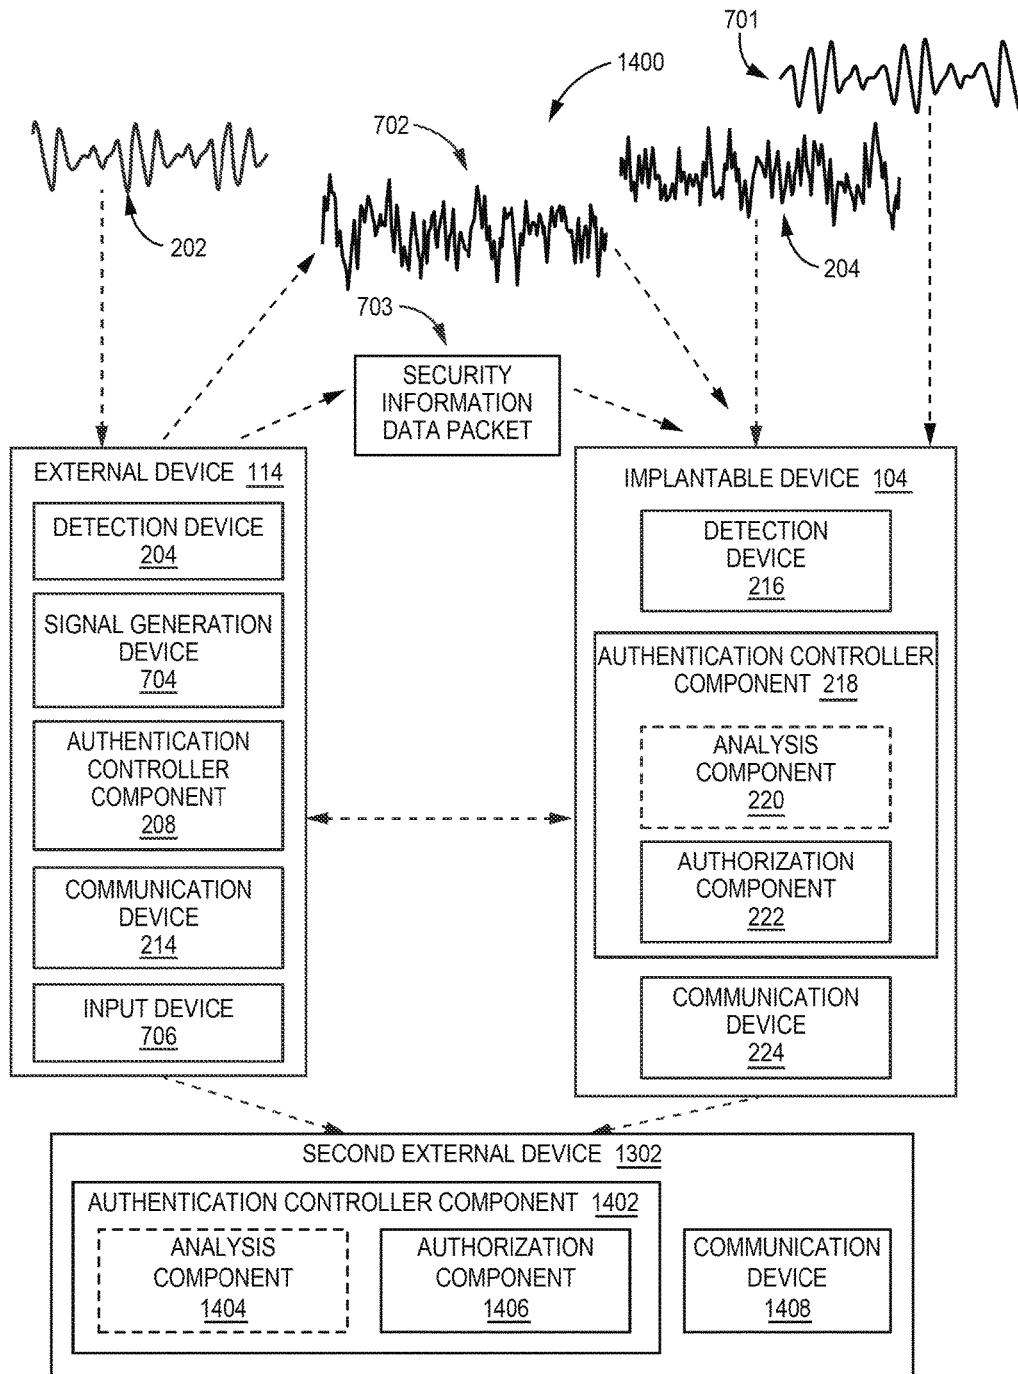 701
1400
702
202
204
703
SECURITY
INFORMATION
DATA PACKET
EXTERNAL DEVICE 114
DETECTION DEVICE
204
SIGNAL GENERATION
DEVICE
704
AUTHENTICATION
CONTROLLER
COMPONENT
208
COMMUNICATION
DEVICE
214
INPUT DEVICE
706
IMPLANTABLE DEVICE 104
DETECTION
DEVICE
216
AUTHENTICATION CONTROLLER
COMPONENT 218
ANALYSIS
COMPONENT
220
AUTHORIZATION
COMPONENT
222
COMMUNICATION
DEVICE
224
SECOND EXTERNAL DEVICE 1302
AUTHENTICATION CONTROLLER COMPONENT 1402
ANALYSIS
COMPONENT
1404
AUTHORIZATION
COMPONENT
1406
COMMUNICATION
DEVICE
1408